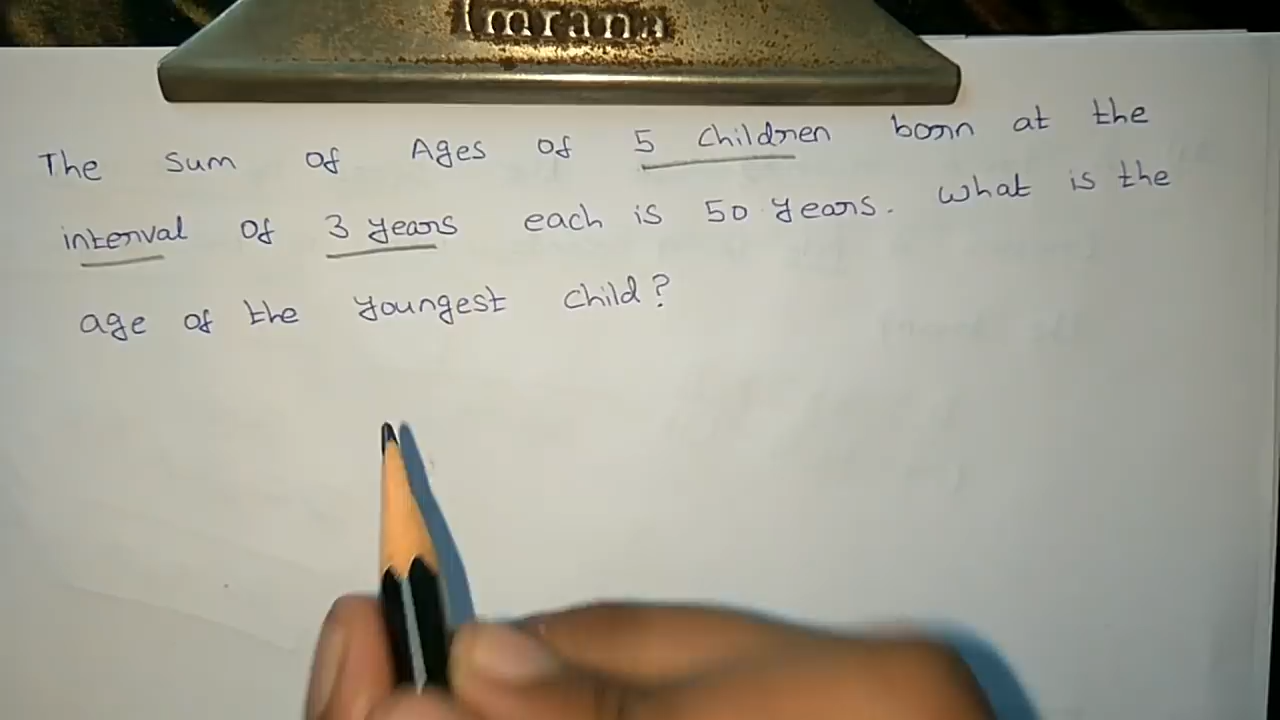 Imrana
The Sum of Ages of 5 Children born at the
interval of 3 years each is 50 years. What is the
age of the youngest child?